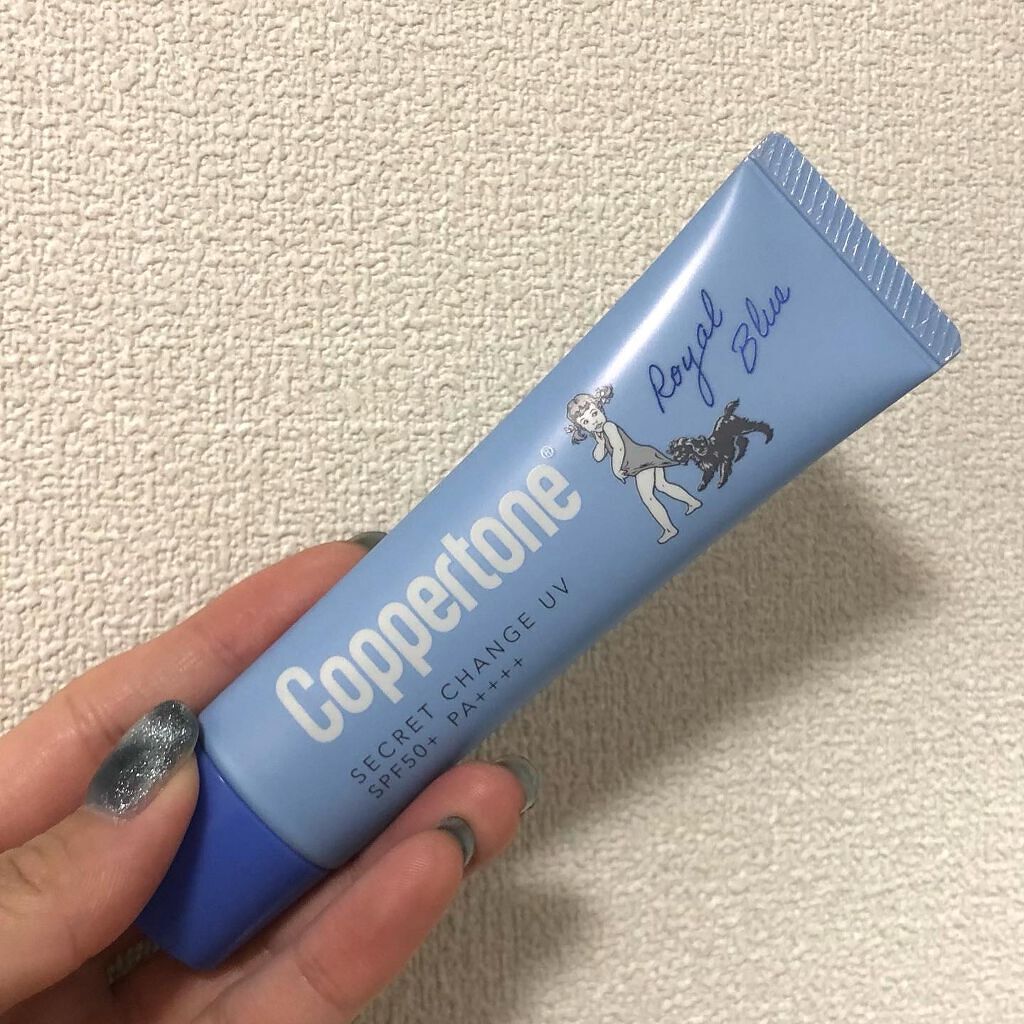 Royal
Blue
Coppertone®
SECRET CHANGE UV
SPF50+ PA++++